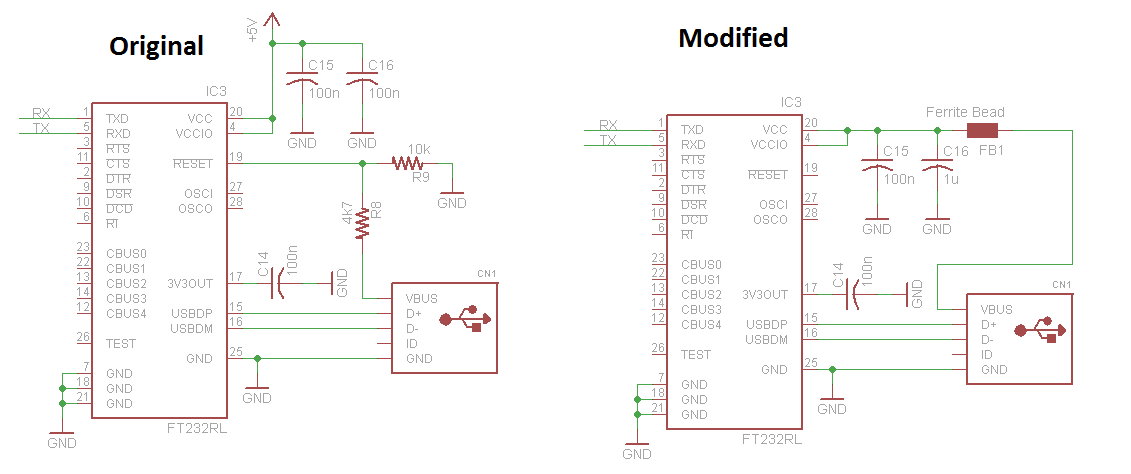 Original
+5V
C15
100n
C16
100n
GND
GND
IC3
RX
TX
1 TXD
5 RXD
3 RTS
11 CTS
2 DTR
9 DSR
10 DCD
6 RI
23 CBUS0
22 CBUS1
13 CBUS2
14 CBUS3
12 CBUS4
26 TEST
7 GND
18 GND
21 GND
GND
VCC 20
VCCIO 4
RESET 19
OSCI 27
OSCO 28
3V3OUT 17
USBDP 15
USBDM 16
GND 25
FT232RL
10k
R9
GND
4k7
R8
C14
100n
GND
GND
CN1
VBUS
D+
D-
ID
GND
Modified
IC3
RX
TX
1 TXD
5 RXD
3 RTS
11 CTS
2 DTR
9 DSR
10 DCD
6 RI
23 CBUS0
22 CBUS1
13 CBUS2
14 CBUS3
12 CBUS4
26 TEST
7 GND
18 GND
21 GND
GND
VCC 20
VCCIO 4
RESET 19
OSCI 27
OSCO 28
3V3OUT 17
USBDP 15
USBDM 16
GND 25
FT232RL
Ferrite Bead
FB1
C15
100n
C16
1u
GND
GND
C14
100n
GND
GND
CN1
VBUS
D+
D-
ID
GND